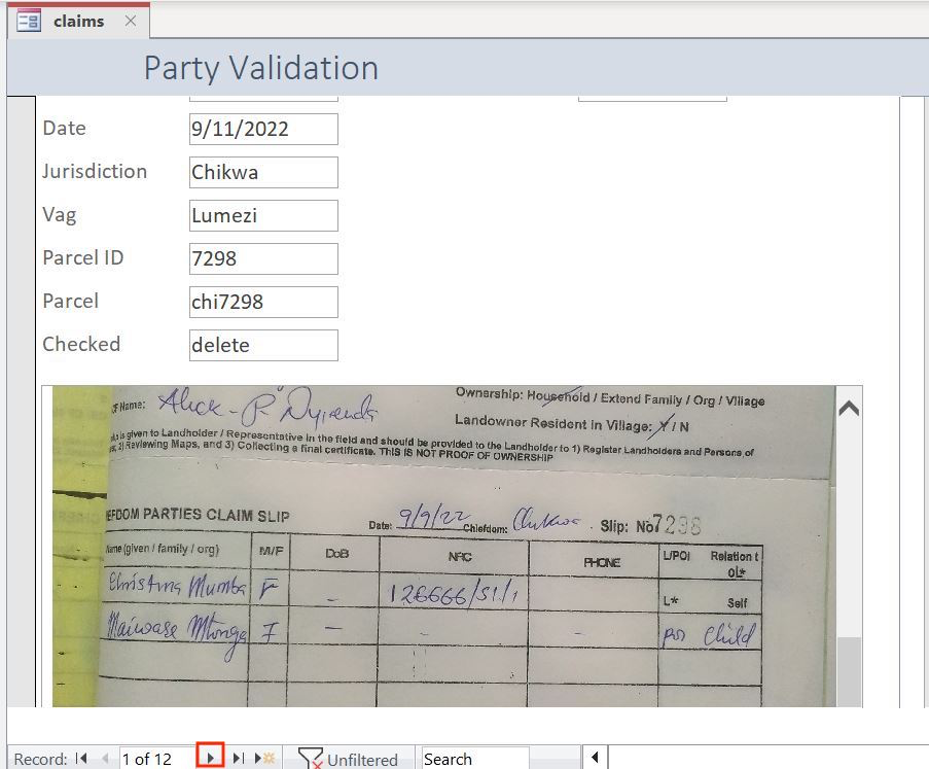 claims
Party Validation
Date 9/11/2022
Jurisdiction Chikwa
Vag Lumezi
Parcel ID 7298
Parcel chi7298
Checked delete
Name: Alick - P Nyirenda
Ownership: Household / Extend Family / Org / Village
Landowner Resident in Village: Y / N
is given to Landholder / Representative in the field and should be provided to the Landholder to 1) Register Landholders and Persons of
2) Reviewing Maps, and 3) Collecting a final certificate. THIS IS NOT PROOF OF OWNERSHIP
EFDOM PARTIES CLAIM SLIP Date: 9/9/22 Chiefdom: Chikwa . Slip: No 7298
Name (given / family / org) M/F DoB NRC PHONE L/POI Relation t
oL*
Christina Mumba F - 126666/51/1 L* Self
Maiwase Mtonga F - - - POI Child
Record: 1 of 12 Unfiltered Search